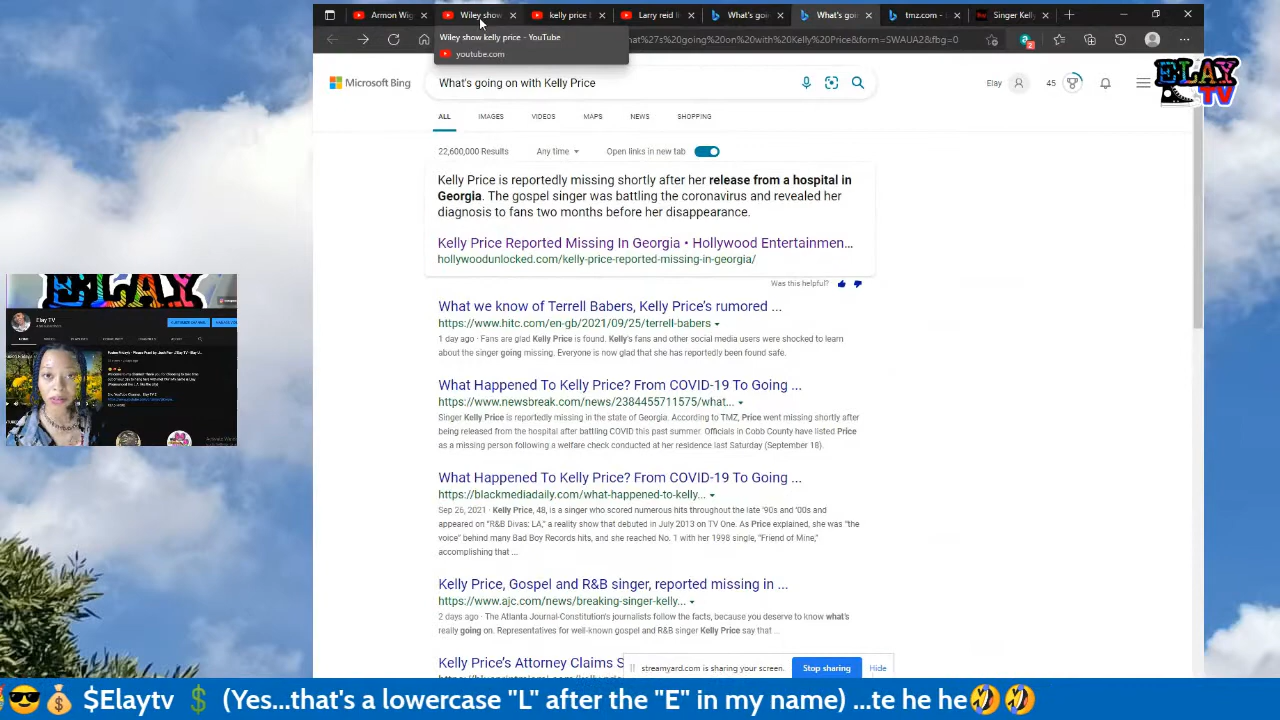 Armon Wig
Wiley show
kelly price l
Larry reid li
What's goi
What's goi
tmz.com -
Singer Kelly
Wiley show kelly price - YouTube
youtube.com
hat%27s%20going%20on%20with%20Kelly%20Price&form=SWAUA2&fbg=0
Microsoft Bing
What's going on with Kelly Price
Elay
45
ELAY
TV
ALL IMAGES VIDEOS MAPS NEWS SHOPPING
22,600,000 Results Any time Open links in new tab
Kelly Price is reportedly missing shortly after her release from a hospital in
Georgia. The gospel singer was battling the coronavirus and revealed her
diagnosis to fans two months before her disappearance.
Kelly Price Reported Missing In Georgia • Hollywood Entertainmen...
hollywoodunlocked.com/kelly-price-reported-missing-in-georgia/
Was this helpful?
What we know of Terrell Babers, Kelly Price's rumored ...
https://www.hitc.com/en-gb/2021/09/25/terrell-babers
1 day ago · Fans are glad Kelly Price is found. Kelly's fans and other social media users were shocked to learn
about the singer going missing. Everyone is now glad that she has reportedly been found safe.
What Happened To Kelly Price? From COVID-19 To Going ...
https://www.newsbreak.com/news/2384455711575/what...
Singer Kelly Price is reportedly missing in the state of Georgia. According to TMZ, Price went missing shortly after
being released from the hospital after battling COVID this past summer. Officials in Cobb County have listed Price
as a missing person following a welfare check conducted at her residence last Saturday (September 18).
What Happened To Kelly Price? From COVID-19 To Going ...
https://blackmediadaily.com/what-happened-to-kelly...
Sep 26, 2021 · Kelly Price, 48, is a singer who scored numerous hits throughout the late '90s and '00s and
appeared on "R&B Divas: LA," a reality show that debuted in July 2013 on TV One. As Price explained, she was "the
voice" behind many Bad Boy Records hits, and she reached No. 1 with her 1998 single, "Friend of Mine,"
accomplishing that ...
Kelly Price, Gospel and R&B singer, reported missing in ...
https://www.ajc.com/news/breaking-singer-kelly...
2 days ago · The Atlanta Journal-Constitution's journalists follow the facts, because you deserve to know what's
really going on. Representatives for well-known gospel and R&B singer Kelly Price say that ...
Kelly Price's Attorney Claims S
streamyard.com is sharing your screen. Stop sharing Hide
ELAY
Elay TV
😎💰 $Elaytv 💲 (Yes...that's a lowercase "L" after the "E" in my name) ...te he he🤣🤣